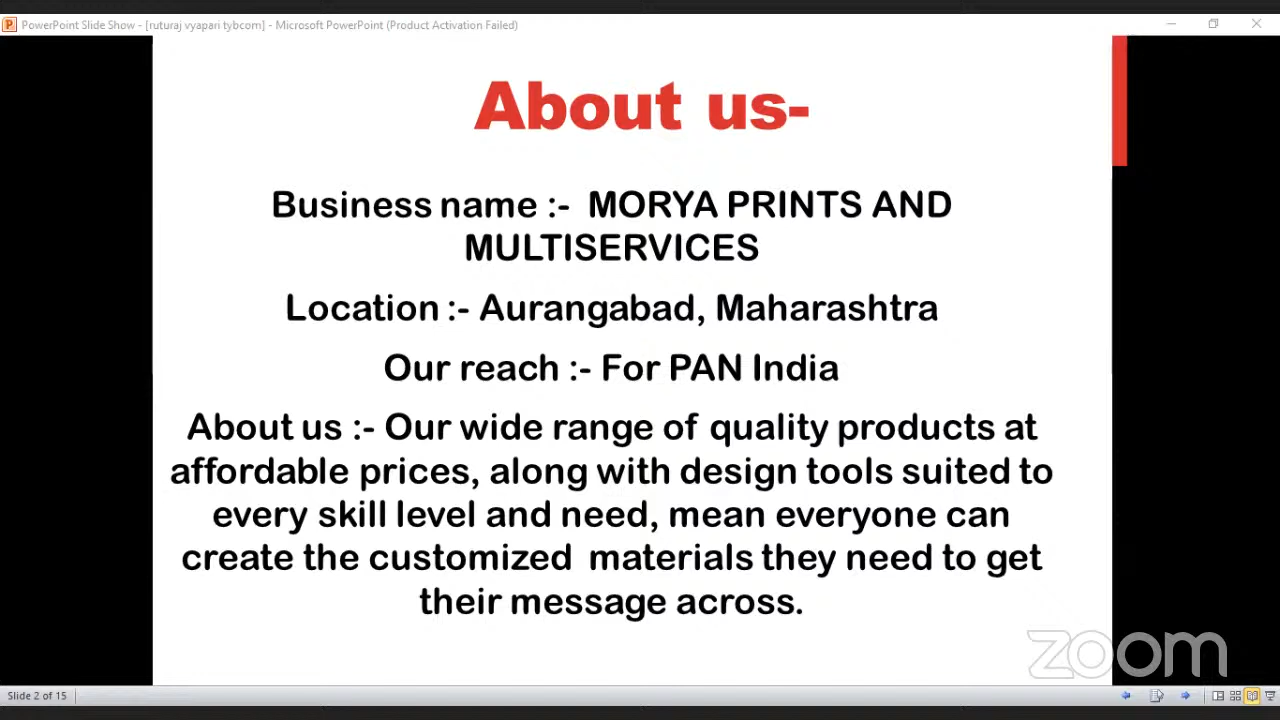 PowerPoint Slide Show - [ruturaj vyapari tybcom] - Microsoft PowerPoint (Product Activation Failed)
About us-
Business name :- MORYA PRINTS AND
MULTISERVICES
Location :- Aurangabad, Maharashtra
Our reach :- For PAN India
About us :- Our wide range of quality products at
affordable prices, along with design tools suited to
every skill level and need, mean everyone can
create the customized materials they need to get
their message across.
zoom
Slide 2 of 15